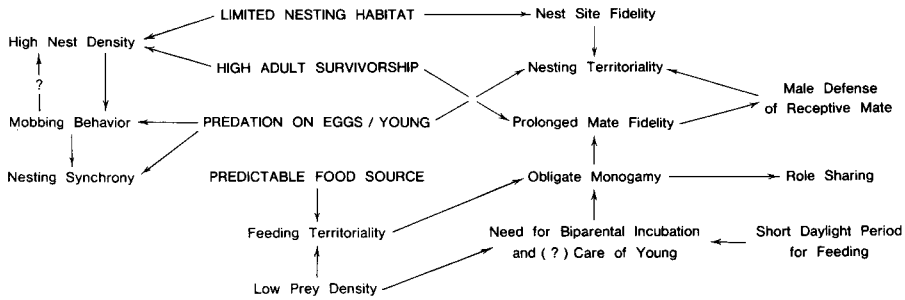 LIMITED NESTING HABITAT
Nest Site Fidelity
High Nest Density
HIGH ADULT SURVIVORSHIP
Nesting Territoriality
?
Male Defense
of Receptive Mate
Mobbing Behavior
PREDATION ON EGGS / YOUNG
Prolonged Mate Fidelity
Nesting Synchrony
PREDICTABLE FOOD SOURCE
Obligate Monogamy
Role Sharing
Feeding Territoriality
Need for Biparental Incubation
and (?) Care of Young
Short Daylight Period
for Feeding
Low Prey Density